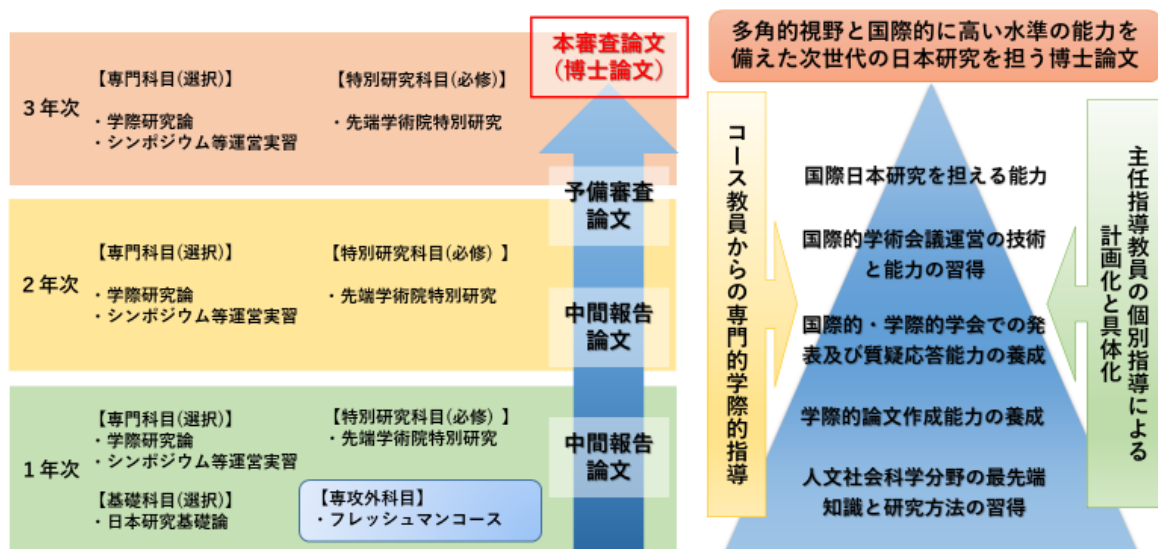 3年次
【専門科目(選択)】
・学際研究論
・シンポジウム等運営実習
【特別研究科目(必修)】
・先端学術院特別研究
本審査論文
(博士論文)
予備審査
論文
2年次
【専門科目(選択)】
・学際研究論
・シンポジウム等運営実習
【特別研究科目(必修) 】
・先端学術院特別研究
中間報告
論文
1年次
【専門科目(選択)】
・学際研究論
・シンポジウム等運営実習
【基礎科目(選択)】
・日本研究基礎論
【特別研究科目(必修) 】
・先端学術院特別研究
【専攻外科目】
・フレッシュマンコース
中間報告
論文
多角的視野と国際的に高い水準の能力を
備えた次世代の日本研究を担う博士論文
コース教員からの専門的学際的指導
国際日本研究を担える能力
国際的学術会議運営の技術
と能力の習得
国際的・学際的学会での発
表及び質疑応答能力の養成
学際的論文作成能力の養成
人文社会科学分野の最先端
知識と研究方法の習得
主任指導教員の個別指導による
計画化と具体化